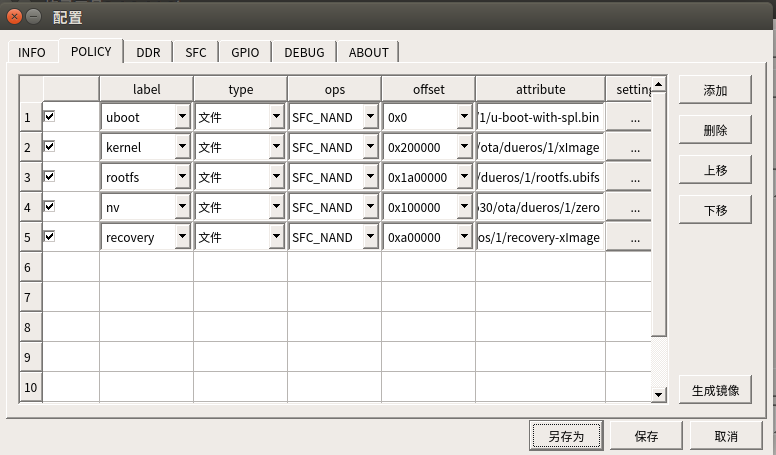 配置
INFO POLICY DDR SFC GPIO DEBUG ABOUT
label type ops offset attribute setting
1 uboot 文件 SFC_NAND 0x0 /1/u-boot-with-spl.bin ...
2 kernel 文件 SFC_NAND 0x200000 /ota/dueros/1/xImage ...
3 rootfs 文件 SFC_NAND 0x1a00000 /dueros/1/rootfs.ubifs ...
4 nv 文件 SFC_NAND 0x100000 30/ota/dueros/1/zero ...
5 recovery 文件 SFC_NAND 0xa00000 os/1/recovery-xImage ...
6
7
8
9
10
添加
删除
上移
下移
生成镜像
另存为 保存 取消